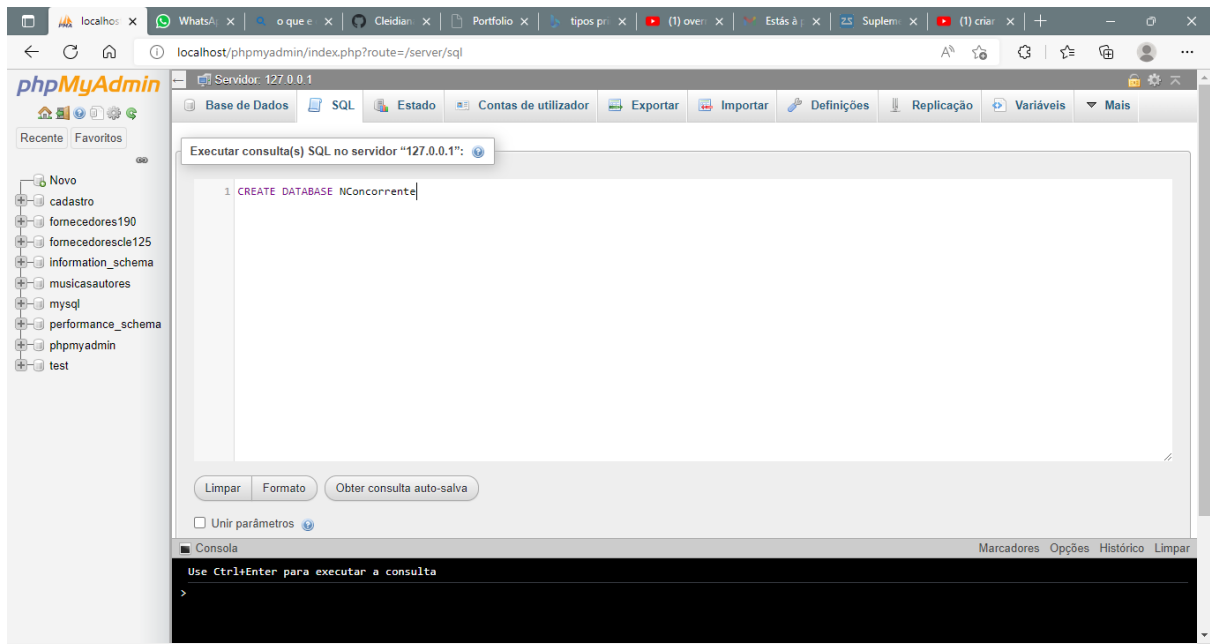 localhos WhatsA o que e Cleidian Portfolio tipos pri (1) over Estás à Suplem (1) criar
localhost/phpmyadmin/index.php?route=/server/sql
phpMyAdmin
Recente Favoritos
Novo
cadastro
fornecedores190
fornecedorescle125
information_schema
musicasautores
mysql
performance_schema
phpmyadmin
test
Servidor: 127.0.0.1
Base de Dados SQL Estado Contas de utilizador Exportar Importar Definições Replicação Variáveis Mais
Executar consulta(s) SQL no servidor “127.0.0.1”:
1 CREATE DATABASE NConcorrente
Limpar Formato Obter consulta auto-salva
Unir parâmetros
Consola Marcadores Opções Histórico Limpar
Use Ctrl+Enter para executar a consulta
>